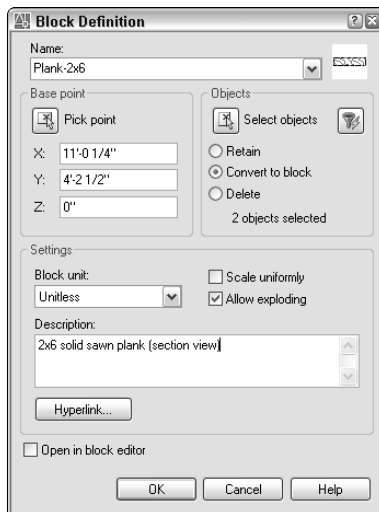 Block Definition
Name:
Plank-2x6
Base point
Pick point
X: 11'-0 1/4"
Y: 4'-2 1/2"
Z: 0"
Objects
Select objects
Retain
Convert to block
Delete
2 objects selected
Settings
Block unit:
Unitless
Scale uniformly
Allow exploding
Description:
2x6 solid sawn plank (section view)
Hyperlink...
Open in block editor
OK Cancel Help